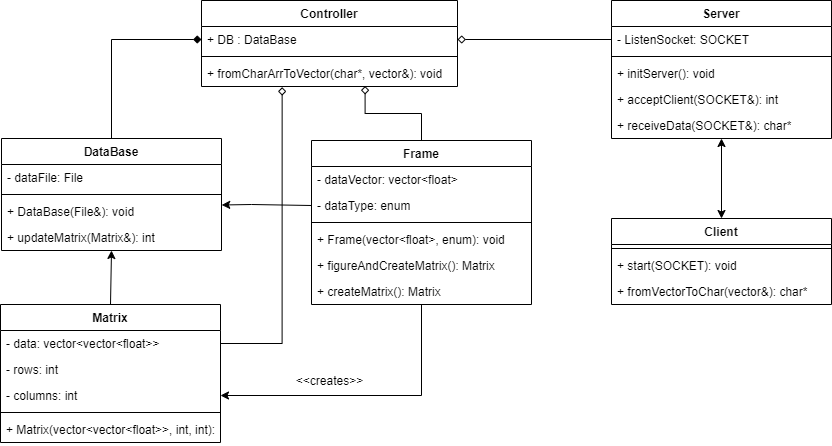 Controller
+ DB : DataBase
+ fromCharArrToVector(char*, vector&): void
Server
- ListenSocket: SOCKET
+ initServer(): void
+ acceptClient(SOCKET&): int
+ receiveData(SOCKET&): char*
DataBase
- dataFile: File
+ DataBase(File&): void
+ updateMatrix(Matrix&): int
Frame
- dataVector: vector<float>
- dataType: enum
+ Frame(vector<float>, enum): void
+ figureAndCreateMatrix(): Matrix
+ createMatrix(): Matrix
Client
+ start(SOCKET): void
+ fromVectorToChar(vector&): char*
Matrix
- data: vector<vector<float>>
- rows: int
- columns: int
+ Matrix(vector<vector<float>>, int, int):
<<creates>>